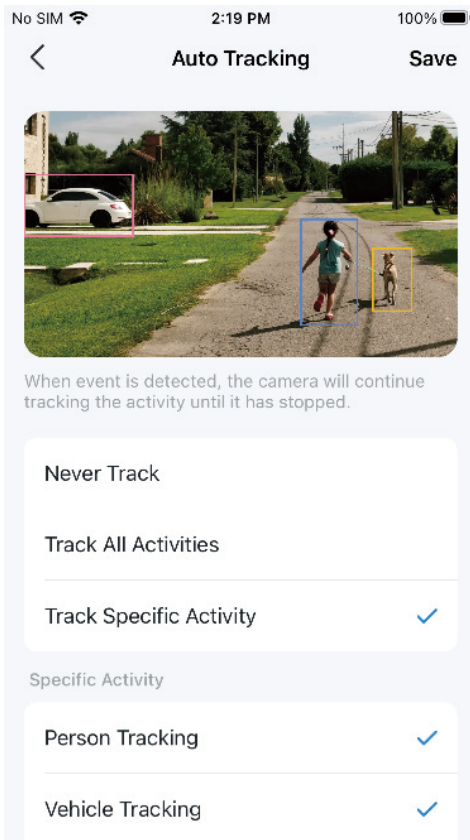 No SIM 2:19 PM 100%
Auto Tracking Save
When event is detected, the camera will continue
tracking the activity until it has stopped.
Never Track
Track All Activities
Track Specific Activity
Specific Activity
Person Tracking
Vehicle Tracking